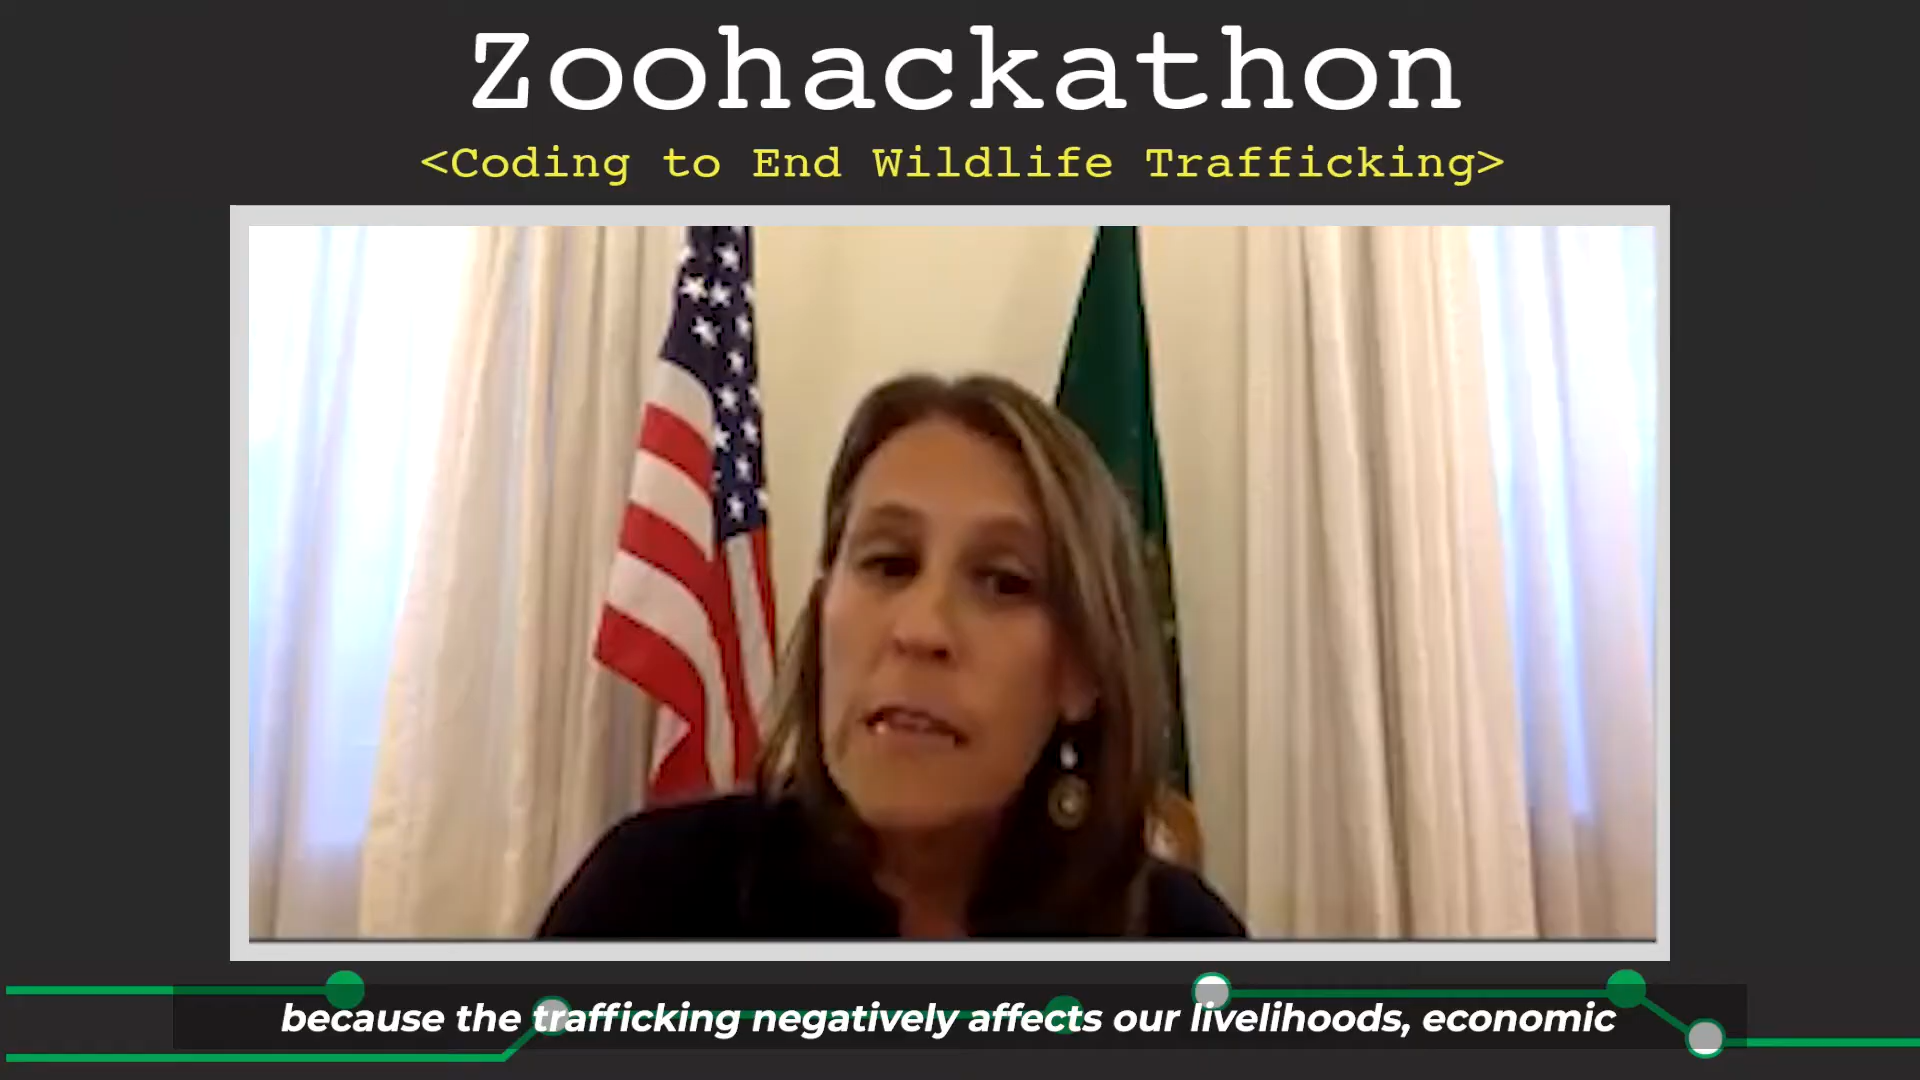 Zoohackathon
<Coding to End Wildlife Trafficking>
because the trafficking negatively affects our livelihoods, economic